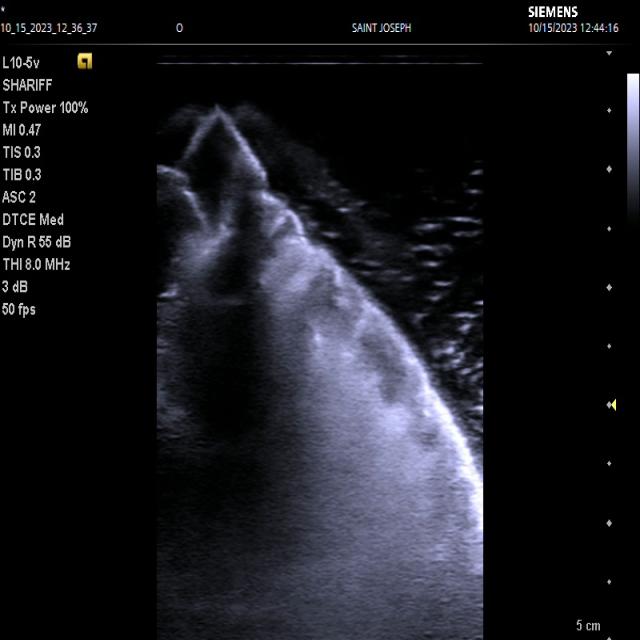 *
SIEMENS
10_15_2023_12_36_37 O SAINT JOSEPH 10/15/2023 12:44:16
L10-5v
SHARIFF
Tx Power 100%
MI 0.47
TIS 0.3
TIB 0.3
ASC 2
DTCE Med
Dyn R 55 dB
THI 8.0 MHz
3 dB
50 fps
5 cm